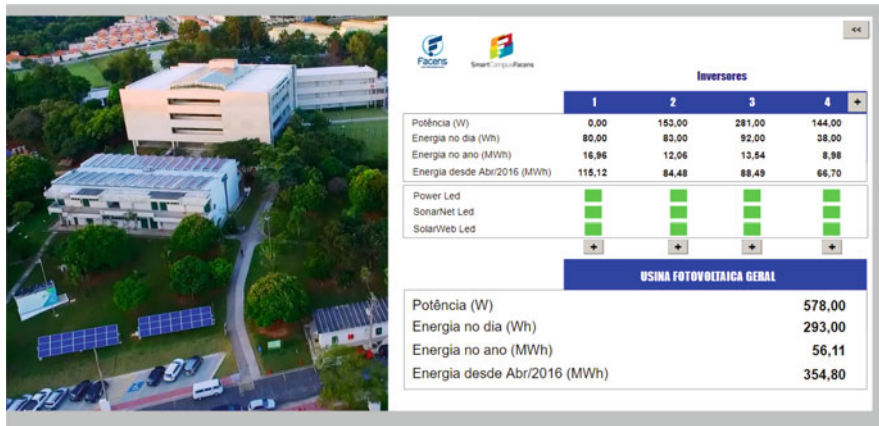 <<
Facens
SmartCampusFacens
Inversores
1 2 3 4 +
Potência (W) 0,00 153,00 281,00 144,00
Energia no dia (Wh) 80,00 83,00 92,00 38,00
Energia no ano (MWh) 16,96 12,06 13,54 8,98
Energia desde Abr/2016 (MWh) 115,12 84,48 88,49 66,70
Power Led
SonarNet Led
SolarWeb Led
+ + + +
USINA FOTOVOLTAICA GERAL
Potência (W) 578,00
Energia no dia (Wh) 293,00
Energia no ano (MWh) 56,11
Energia desde Abr/2016 (MWh) 354,80